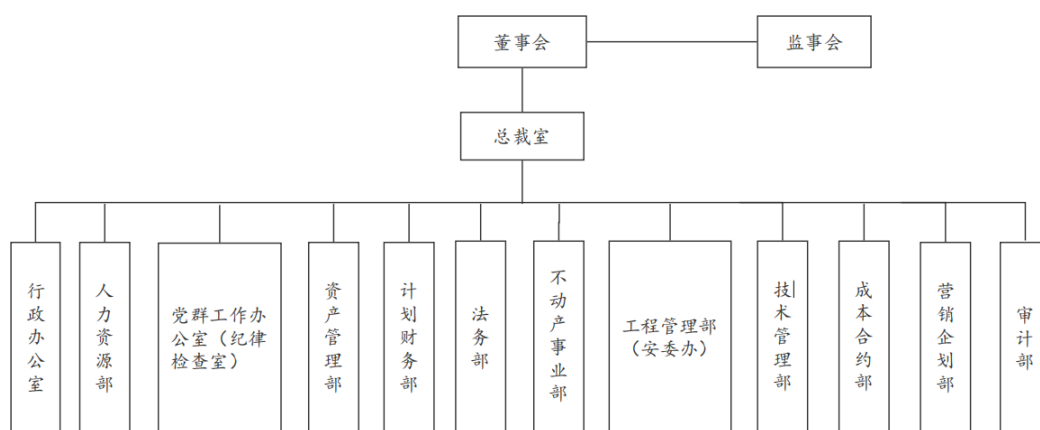 董事会
监事会
总裁室
行政办公室
人力资源部
党群工作办
公室（纪律
检查室）
资产管理部
计划财务部
法务部
不动产事业部
工程管理部
（安委办）
技术管理部
成本合约部
营销企划部
审计部